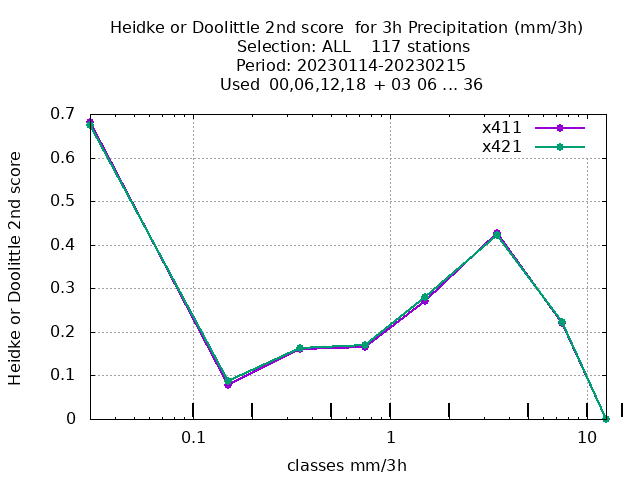 Heidke or Doolittle 2nd score  for 3h Precipitation (mm/3h)
Selection: ALL    117 stations
Period: 20230114-20230215
Used  00,06,12,18 + 03 06 ... 36
x411
x421
Heidke or Doolittle 2nd score
0.7
0.6
0.5
0.4
0.3
0.2
0.1
0
0.1 1 10
classes mm/3h